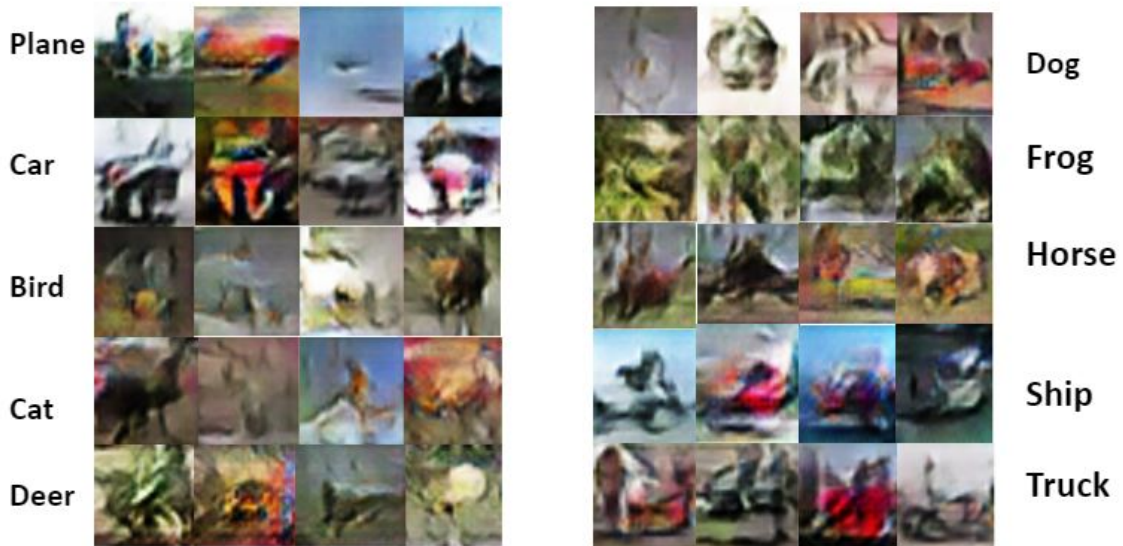 Plane
Car
Bird
Cat
Deer
Dog
Frog
Horse
Ship
Truck